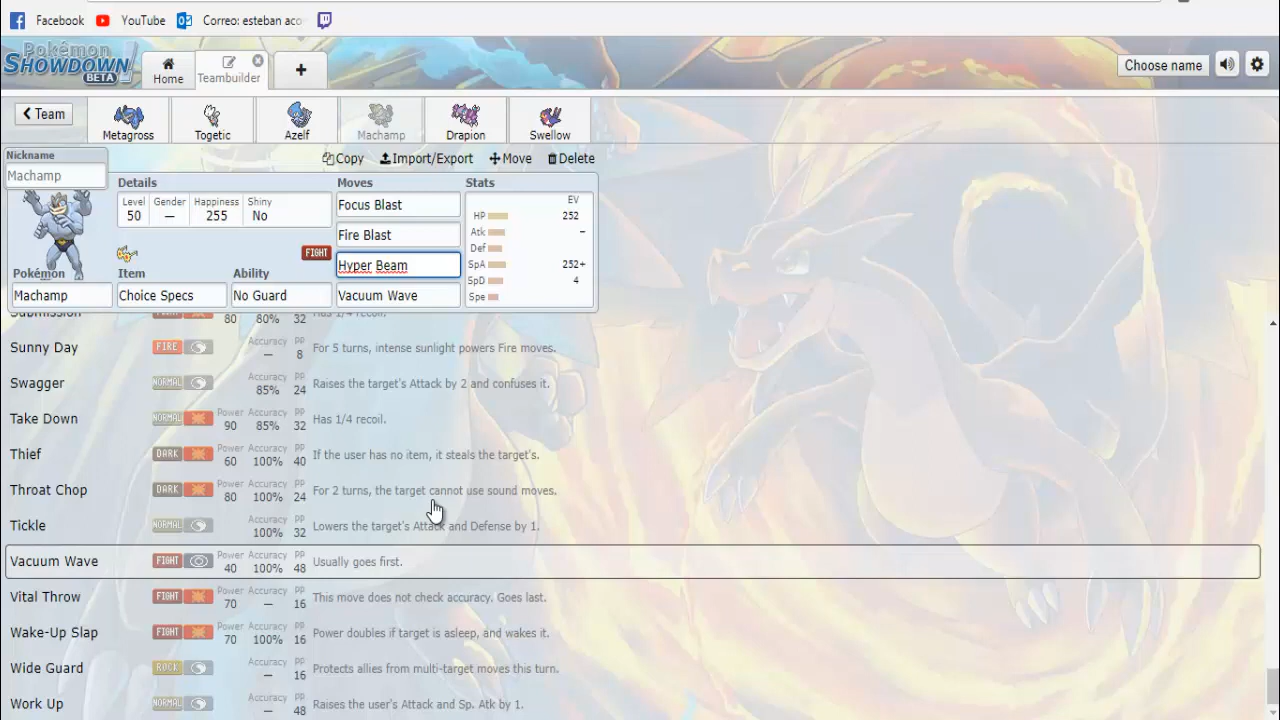 Facebook YouTube Correo: esteban aco
Pokémon
Showdown
BETA
Home
Teambuilder
+
Choose name
< Team
Metagross Togetic Azelf Machamp Drapion Swellow
Copy Import/Export Move Delete
Nickname
Machamp
Details
Level Gender Happiness Shiny
50 — 255 No
FIGHT
Pokémon Item Ability
Machamp Choice Specs No Guard
Moves
Focus Blast
Fire Blast
Hyper Beam
Vacuum Wave
Stats
EV
HP 252
Atk –
Def
SpA 252+
SpD 4
Spe
Submission FIGHT 80 80% 32 Has 1/4 recoil.
Sunny Day FIRE Accuracy — PP 8 For 5 turns, intense sunlight powers Fire moves.
Swagger NORMAL Accuracy 85% PP 24 Raises the target's Attack by 2 and confuses it.
Take Down NORMAL Power 90 Accuracy 85% PP 32 Has 1/4 recoil.
Thief DARK Power 60 Accuracy 100% PP 40 If the user has no item, it steals the target's.
Throat Chop DARK Power 80 Accuracy 100% PP 24 For 2 turns, the target cannot use sound moves.
Tickle NORMAL Accuracy 100% PP 32 Lowers the target's Attack and Defense by 1.
Vacuum Wave FIGHT Power 40 Accuracy 100% PP 48 Usually goes first.
Vital Throw FIGHT Power 70 Accuracy — PP 16 This move does not check accuracy. Goes last.
Wake-Up Slap FIGHT Power 70 Accuracy 100% PP 16 Power doubles if target is asleep, and wakes it.
Wide Guard ROCK Accuracy — PP 16 Protects allies from multi-target moves this turn.
Work Up NORMAL Accuracy — PP 48 Raises the user's Attack and Sp. Atk by 1.